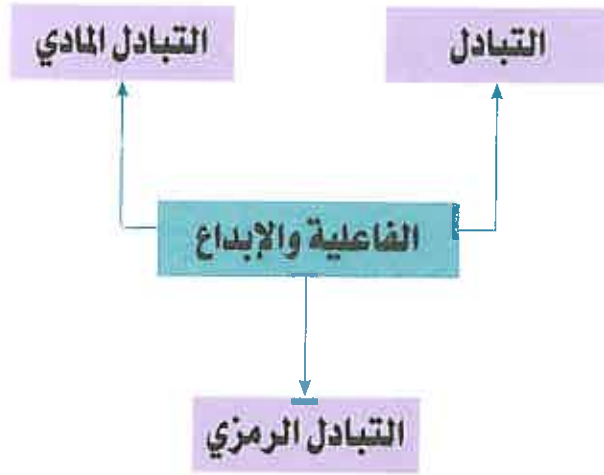 التبادل
التبادل المادي
الفاعلية والإبداع
التبادل الرمزي